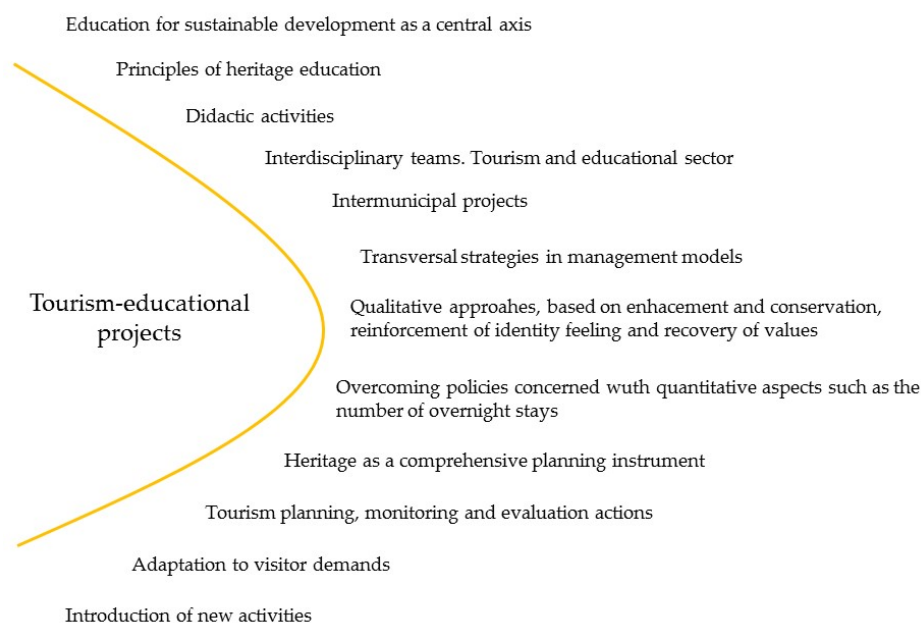 Education for sustainable development as a central axis
Principles of heritage education
Didactic activities
Interdisciplinary teams. Tourism and educational sector
Intermunicipal projects
Transversal strategies in management models
Tourism-educational
projects
Qualitative approahes, based on enhacement and conservation,
reinforcement of identity feeling and recovery of values
Overcoming policies concerned wuth quantitative aspects such as the
number of overnight stays
Heritage as a comprehensive planning instrument
Tourism planning, monitoring and evaluation actions
Adaptation to visitor demands
Introduction of new activities